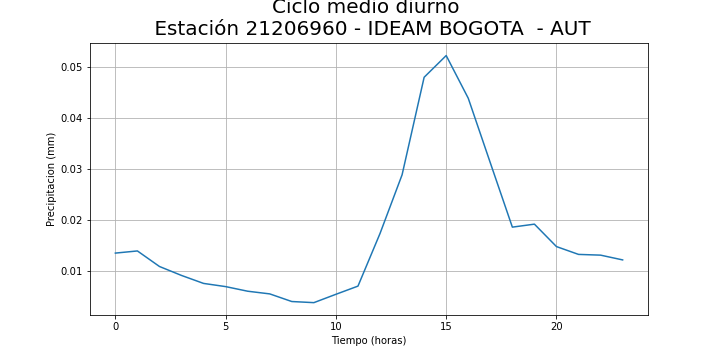 Ciclo medio diurno
Estación 21206960 - IDEAM BOGOTA  - AUT
0.05
0.04
0.03
0.02
0.01
Precipitacion (mm)
0 5 10 15 20
Tiempo (horas)